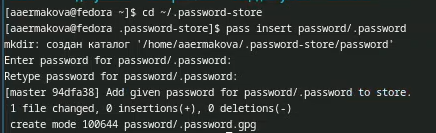 [aaermakova@fedora ~]$ cd ~/.password-store
[aaermakova@fedora .password-store]$ pass insert password/.password
mkdir: создан каталог '/home/aaermakova/.password-store/password'
Enter password for password/.password:
Retype password for password/.password:
[master 94dfa38] Add given password for password/.password to store.
1 file changed, 0 insertions(+), 0 deletions(-)
create mode 100644 password/.password.gpg